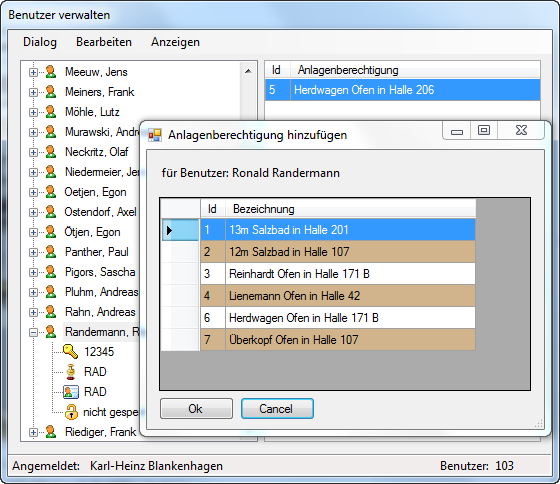 Benutzer verwalten
Dialog Bearbeiten Anzeigen
Meeuw, Jens
Meiners, Frank
Möhle, Lutz
Murawski, Andre
Neckritz, Olaf
Niedemeier, Jen
Oetjen, Egon
Ostendorf, Axel
Ötjen, Egon
Panther, Paul
Pigors, Sascha
Pluhm, Andreas
Rahn, Andreas
Randemann, R
12345
RAD
RAD
nicht gespe
Riediger, Frank
Id Anlagenberechtigung
5 Herdwagen Ofen in Halle 206
Anlagenberechtigung hinzufügen
für Benutzer: Ronald Randermann
Id Bezeichnung
1 13m Salzbad in Halle 201
2 12m Salzbad in Halle 107
3 Reinhardt Ofen in Halle 171 B
4 Lienemann Ofen in Halle 42
6 Herdwagen Ofen in Halle 171 B
7 Überkopf Ofen in Halle 107
Ok Cancel
Angemeldet: Karl-Heinz Blankenhagen Benutzer: 103